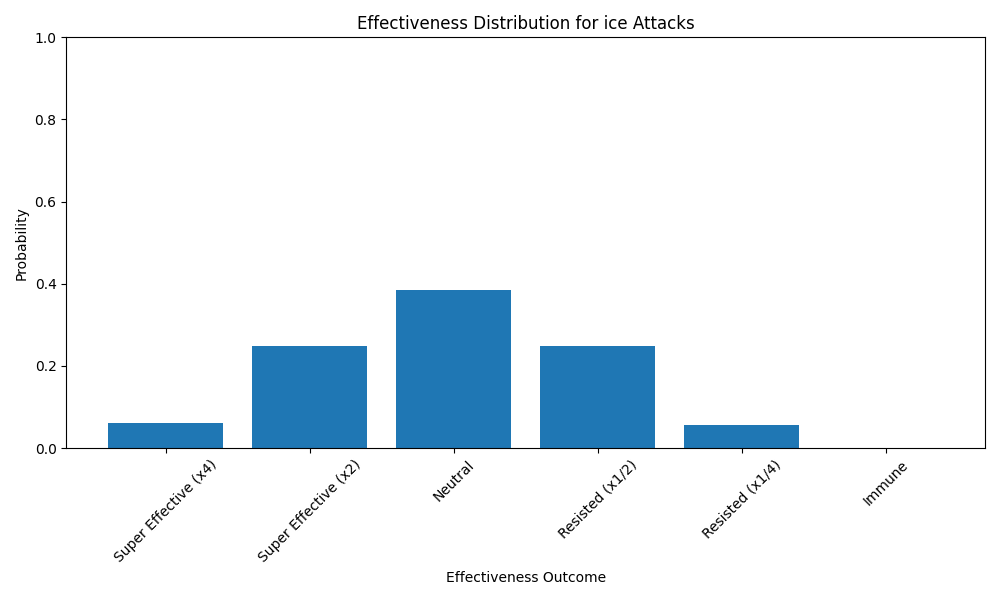 Effectiveness Distribution for ice Attacks
1.0
0.8
0.6
0.4
0.2
0.0
Probability
Super Effective (x4)
Super Effective (x2)
Neutral
Resisted (x1/2)
Resisted (x1/4)
Immune
Effectiveness Outcome